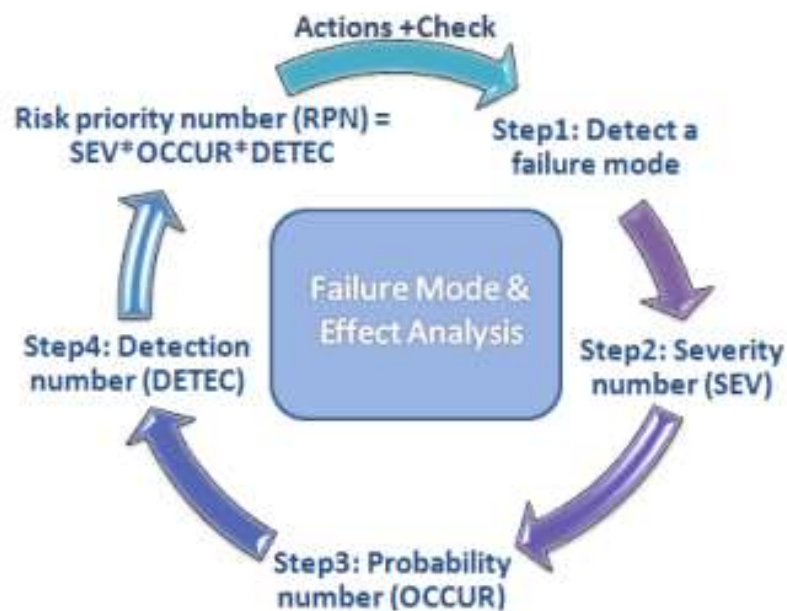 Actions +Check
Risk priority number (RPN) =
SEV*OCCUR*DETEC
Step1: Detect a
failure mode
Failure Mode &
Effect Analysis
Step2: Severity
number (SEV)
Step3: Probability
number (OCCUR)
Step4: Detection
number (DETEC)